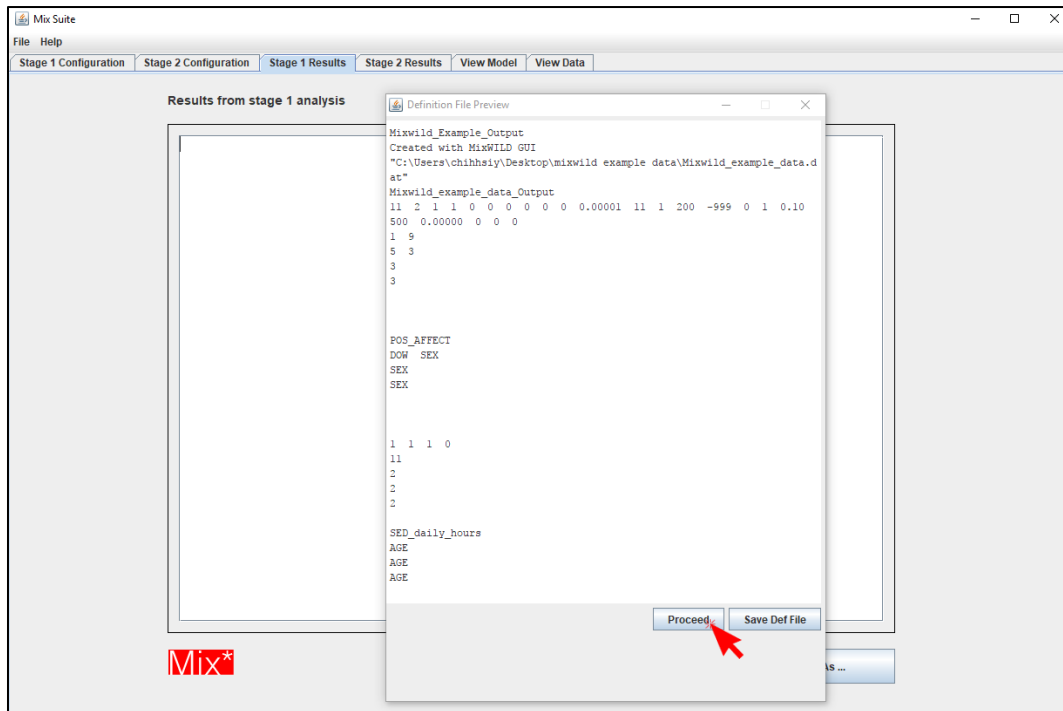 Mix Suite
File Help
Stage 1 Configuration Stage 2 Configuration Stage 1 Results Stage 2 Results View Model View Data
Results from stage 1 analysis
Definition File Preview
Mixwild_Example_Output
Created with MixWILD GUI
"C:\Users\chihhsiy\Desktop\mixwild example data\Mixwild_example_data.d
at"
Mixwild_example_data_Output
11 2 1 1 0 0 0 0 0 0 0.00001 11 1 200 -999 0 1 0.10
500 0.00000 0 0 0
1 9
5 3
3
3
POS_AFFECT
DOW SEX
SEX
SEX
1 1 1 0
11
2
2
2
SED_daily_hours
AGE
AGE
AGE
Proceed Save Def File
Mix*
As ...